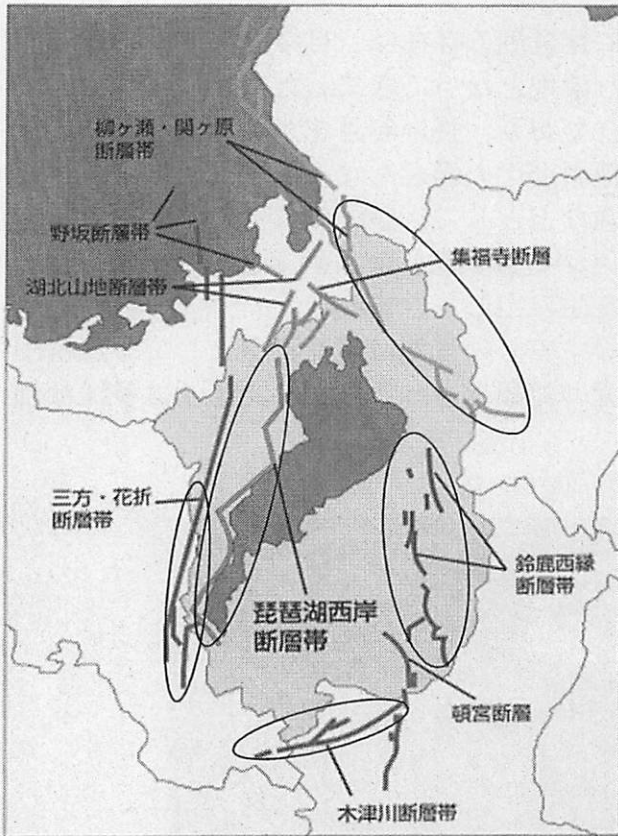 柳ヶ瀬・関ヶ原
断層帯
野坂断層帯
集福寺断層
湖北山地断層帯
三方・花折
断層帯
鈴鹿西縁
断層帯
琵琶湖西岸
断層帯
頓宮断層
木津川断層帯